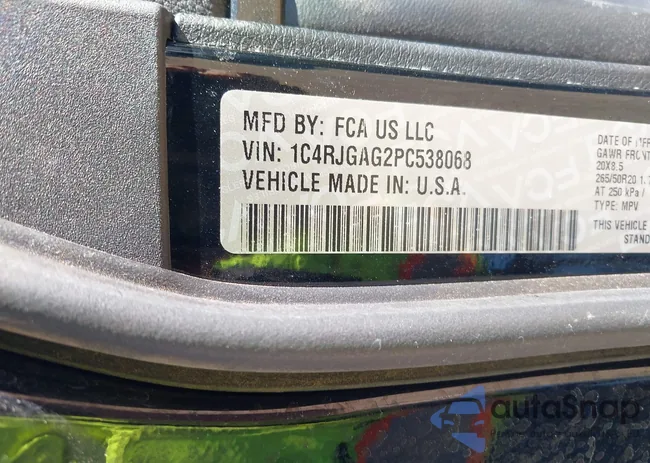 MFD BY: FCA US LLC
VIN: 1C4RJGAG2PC538068
VEHICLE MADE IN: U.S.A.
DATE OF
GAWR FRONT
20X8.5
265/50R20
AT 250 kPa /
TYPE: MPV
THIS VEHICLE
STAND
autoSnap